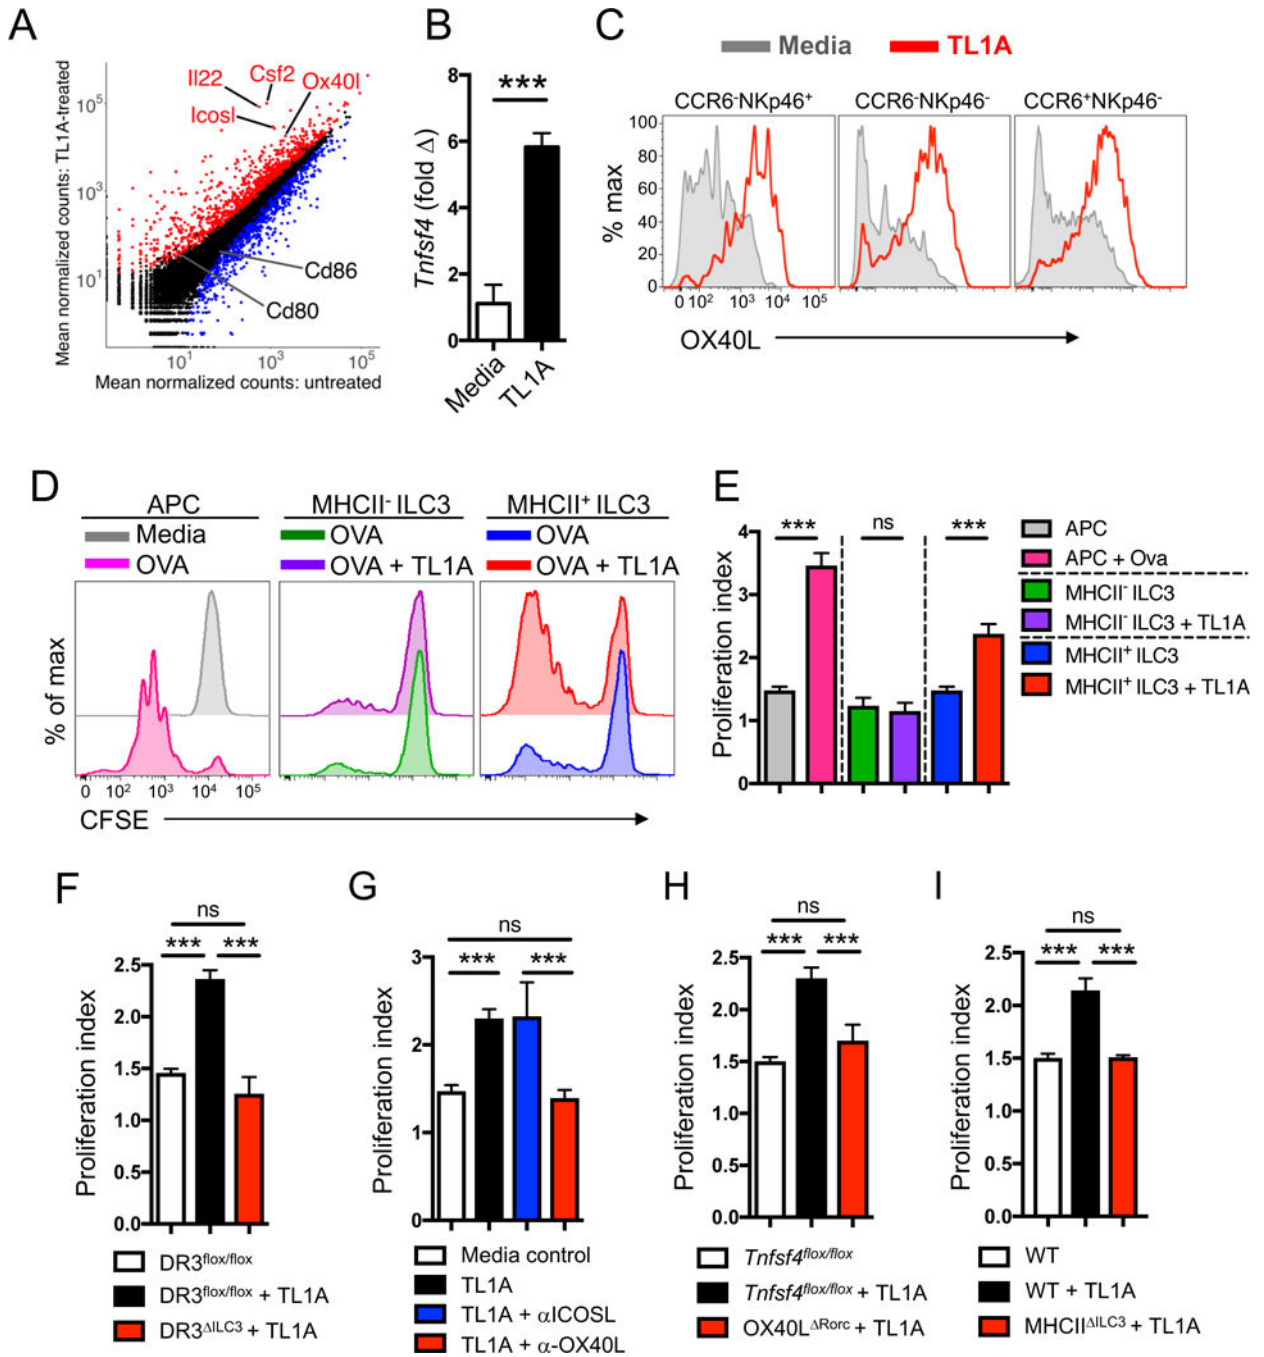 A
Mean normalized counts: TL1A-treated
10⁵
10³
10¹
Il22
Csf2
Ox40l
Icosl
Cd86
Cd80
10¹
10³
10⁵
Mean normalized counts: untreated
B
Tnfsf4 (fold Δ)
8
6
4
2
0
***
Media
TL1A
C
Media
TL1A
CCR6⁻NKp46⁺
CCR6⁻NKp46⁻
CCR6⁺NKp46⁻
% max
100
80
60
40
20
0
0 10² 10³ 10⁴ 10⁵
OX40L
D
APC
Media
OVA
MHCII⁻ ILC3
OVA
OVA + TL1A
MHCII⁺ ILC3
OVA
OVA + TL1A
% of max
0 10² 10³ 10⁴ 10⁵
CFSE
E
Proliferation index
4
3
2
1
0
***
ns
***
APC
APC + Ova
MHCII⁻ ILC3
MHCII⁻ ILC3 + TL1A
MHCII⁺ ILC3
MHCII⁺ ILC3 + TL1A
F
Proliferation index
2.5
2.0
1.5
1.0
0.5
0.0
ns
*** ***
DR3flox/flox
DR3flox/flox + TL1A
DR3ΔILC3 + TL1A
G
Proliferation index
3
2
1
0
ns
*** ***
Media control
TL1A
TL1A + αICOSL
TL1A + α-OX40L
H
Proliferation index
2.5
2.0
1.5
1.0
0.5
0.0
ns
*** ***
Tnfsf4flox/flox
Tnfsf4flox/flox + TL1A
OX40LΔRorc + TL1A
I
Proliferation index
2.5
2.0
1.5
1.0
0.5
0.0
ns
*** ***
WT
WT + TL1A
MHCIIΔILC3 + TL1A